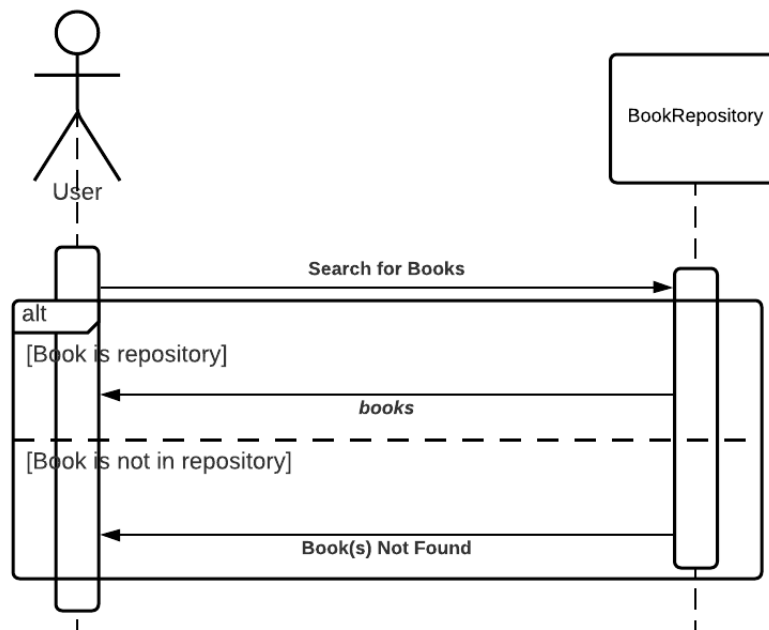 BookRepository
User
Search for Books
alt
[Book is repository]
books
[Book is not in repository]
Book(s) Not Found